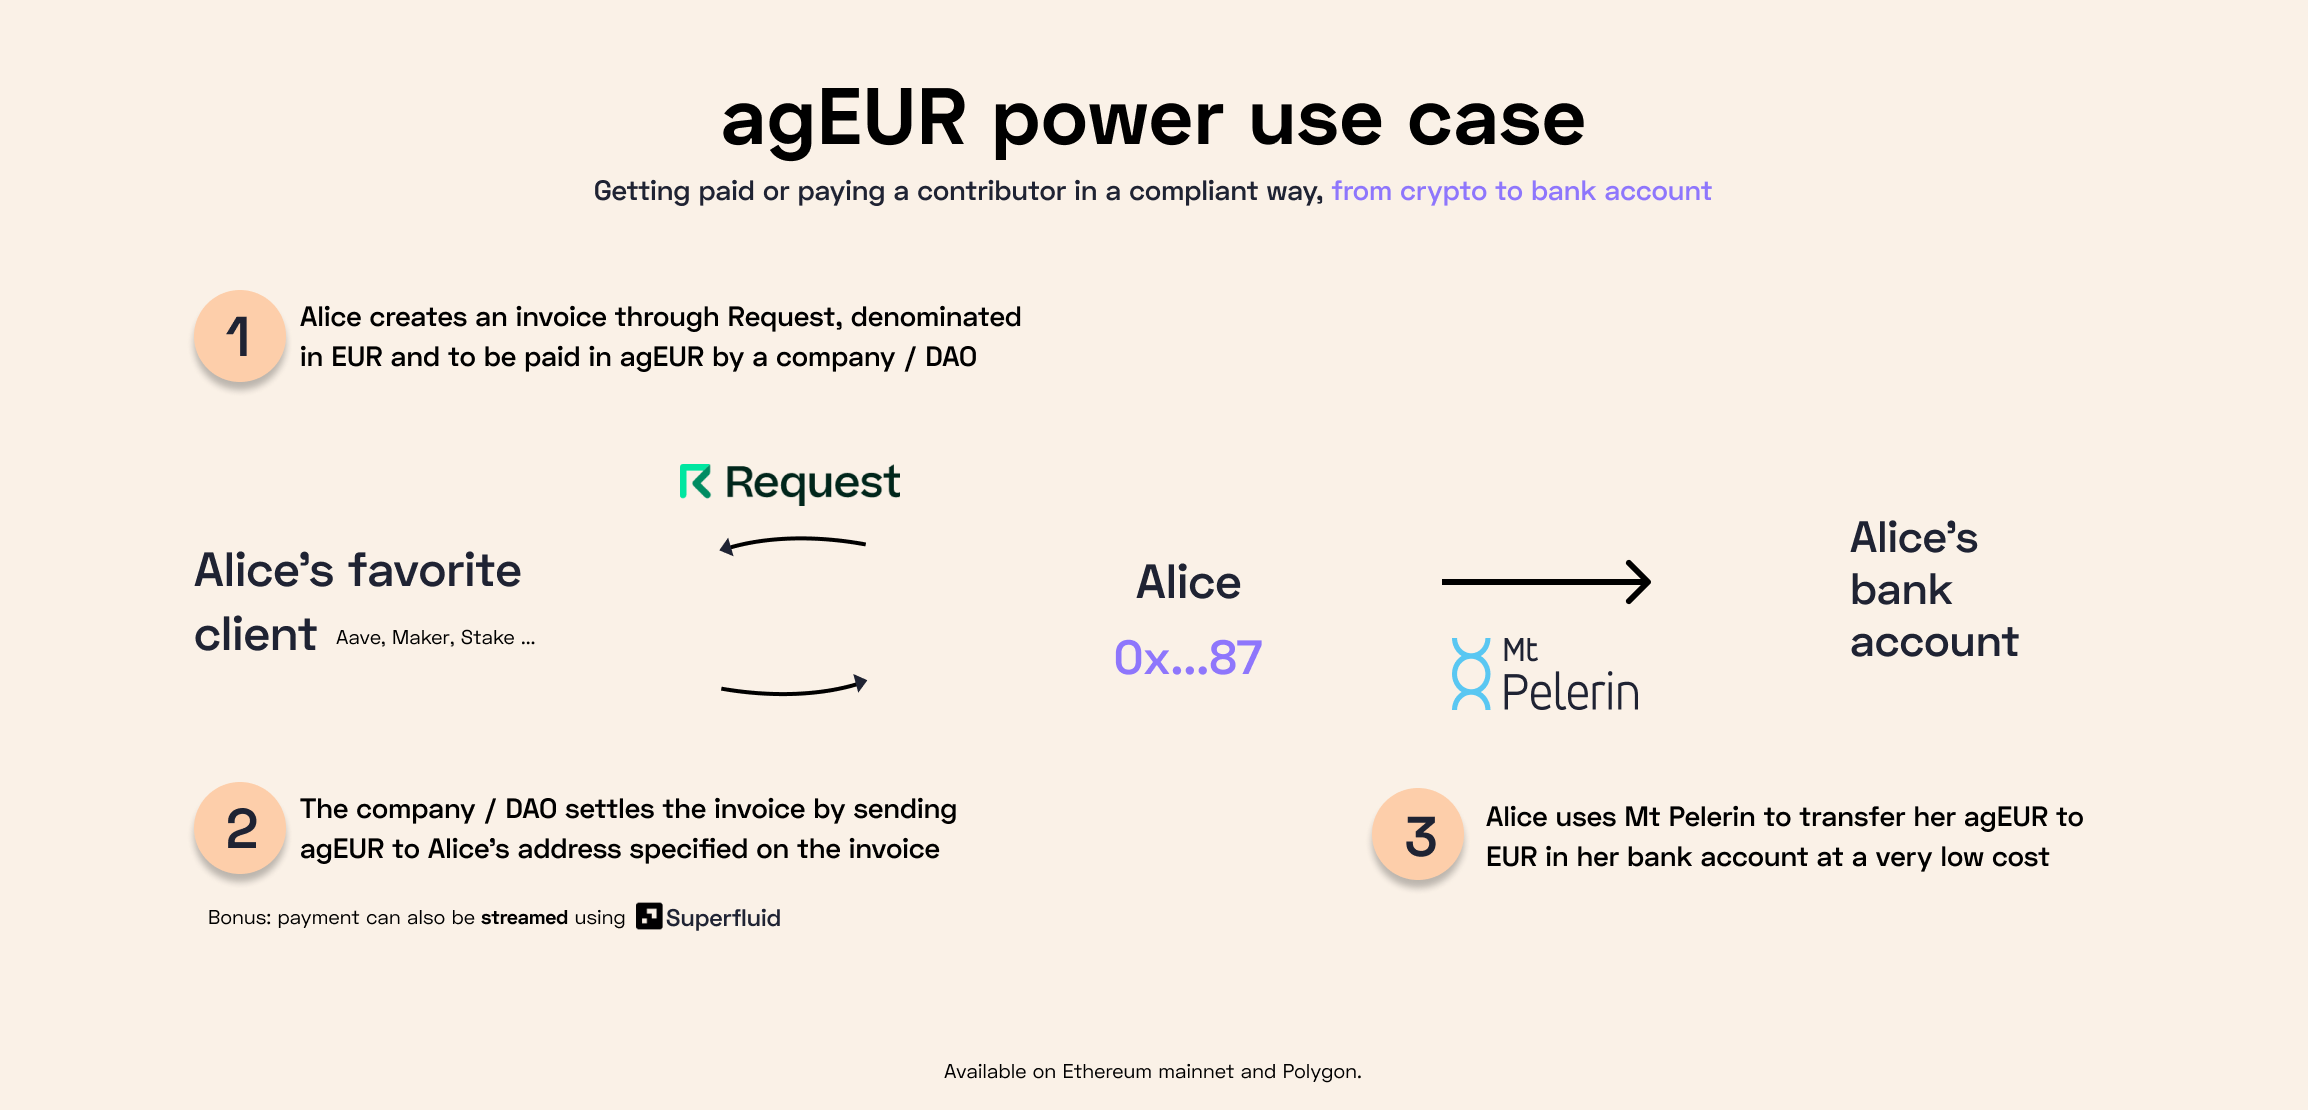 agEUR power use case
Getting paid or paying a contributor in a compliant way, from crypto to bank account
1
Alice creates an invoice through Request, denominated
in EUR and to be paid in agEUR by a company / DAO
Request
Alice’s favorite
client Aave, Maker, Stake ...
Alice
0x...87
Mt
Pelerin
Alice’s
bank
account
2
The company / DAO settles the invoice by sending
agEUR to Alice’s address specified on the invoice
Bonus: payment can also be streamed using Superfluid
3
Alice uses Mt Pelerin to transfer her agEUR to
EUR in her bank account at a very low cost
Available on Ethereum mainnet and Polygon.